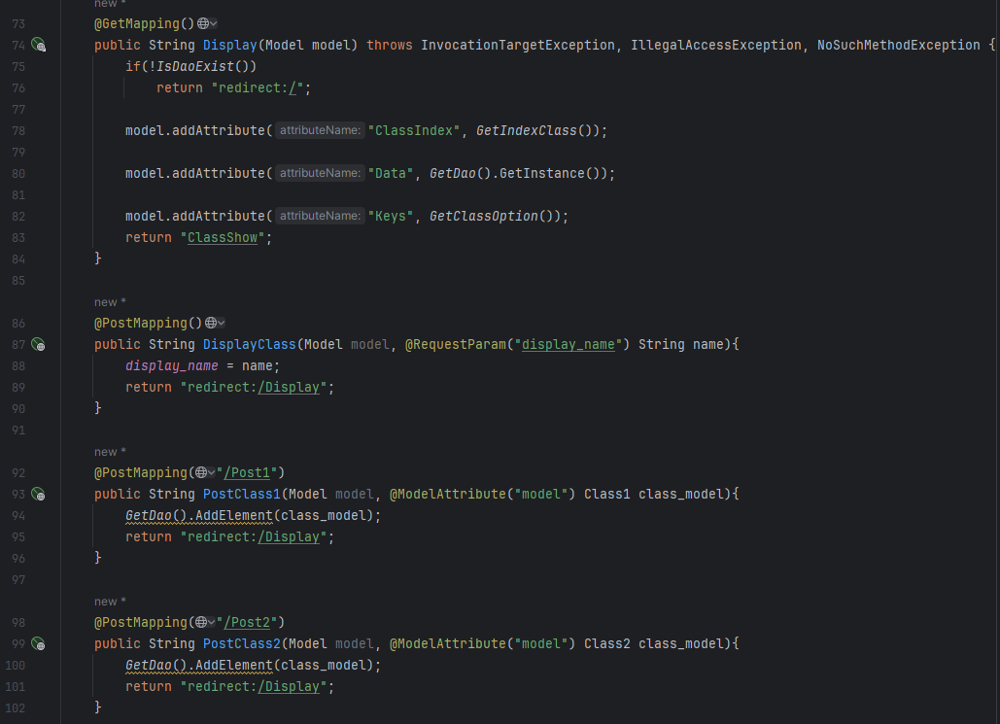 new *
73 @GetMapping()
74 public String Display(Model model) throws InvocationTargetException, IllegalAccessException, NoSuchMethodException {
75 if(!IsDaoExist())
76 return "redirect:/";
77
78 model.addAttribute( attributeName: "ClassIndex", GetIndexClass());
79
80 model.addAttribute( attributeName: "Data", GetDao().GetInstance());
81
82 model.addAttribute( attributeName: "Keys", GetClassOption());
83 return "ClassShow";
84 }
85
new *
86 @PostMapping()
87 public String DisplayClass(Model model, @RequestParam("display_name") String name){
88 display_name = name;
89 return "redirect:/Display";
90 }
91
new *
92 @PostMapping("/Post1")
93 public String PostClass1(Model model, @ModelAttribute("model") Class1 class_model){
94 GetDao().AddElement(class_model);
95 return "redirect:/Display";
96 }
97
new *
98 @PostMapping("/Post2")
99 public String PostClass2(Model model, @ModelAttribute("model") Class2 class_model){
100 GetDao().AddElement(class_model);
101 return "redirect:/Display";
102 }